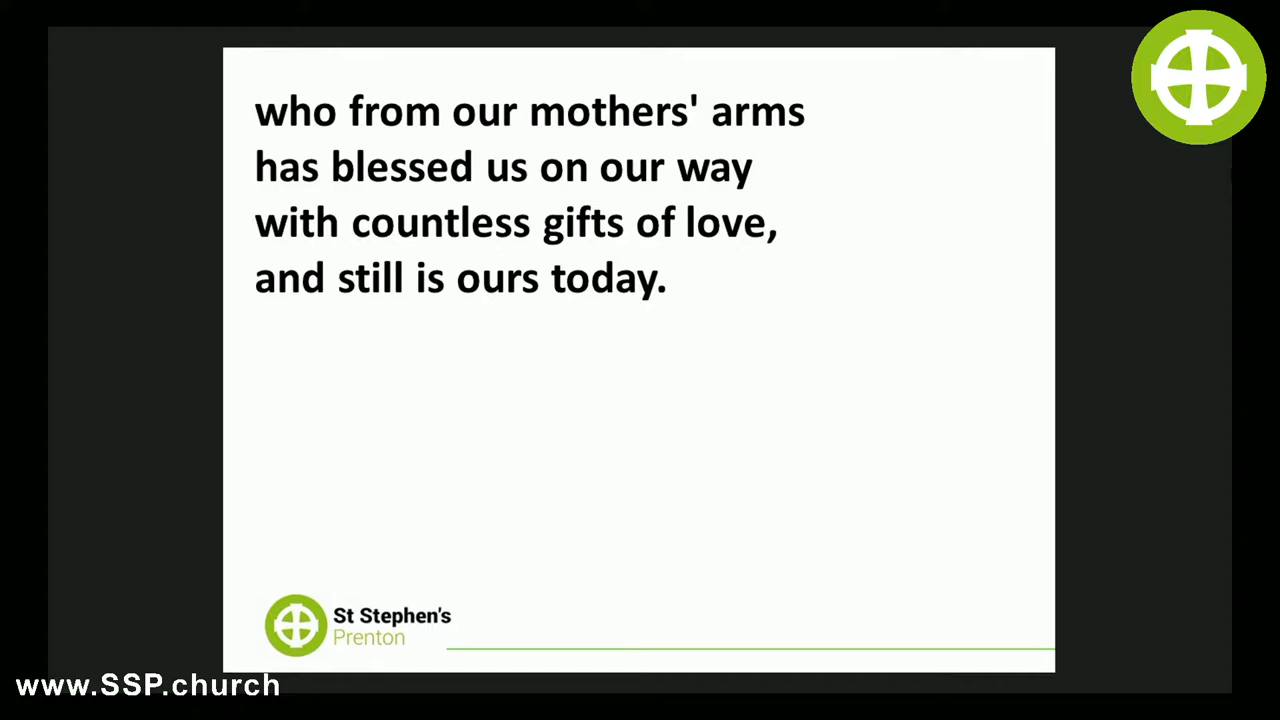 who from our mothers' arms
has blessed us on our way
with countless gifts of love,
and still is ours today.
St Stephen's
Prenton
www.SSP.church